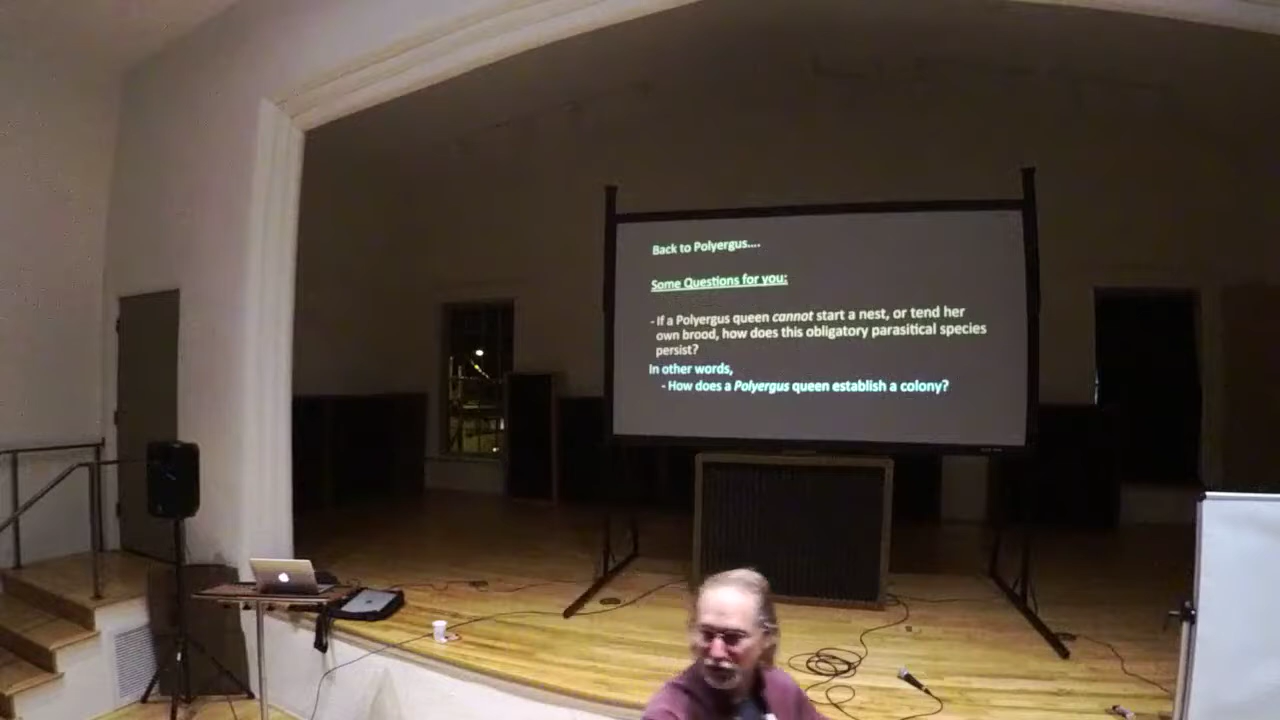 Back to Polyergus....
Some Questions for you:
- If a Polyergus queen cannot start a nest, or tend her
own brood, how does this obligatory parasitical species
persist?
In other words,
- How does a Polyergus queen establish a colony?